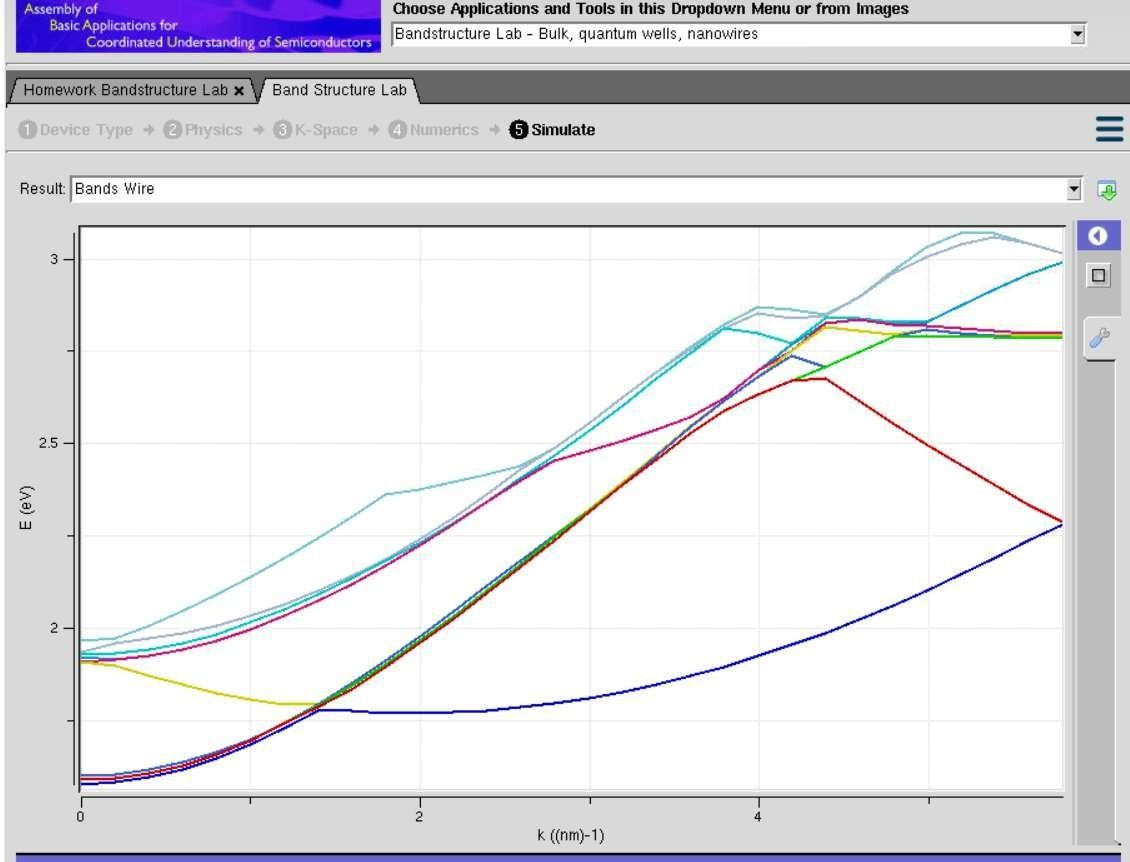 Assembly of
Basic Applications for
Coordinated Understanding of Semiconductors
Choose Applications and Tools in this Dropdown Menu or from Images
Bandstructure Lab - Bulk, quantum wells, nanowires
Homework Bandstructure Lab × Band Structure Lab
1 Device Type → 2 Physics → 3 K-Space → 4 Numerics → 5 Simulate
Result: Bands Wire
3
2.5
2
E (eV)
0 2 4
k ((nm)-1)